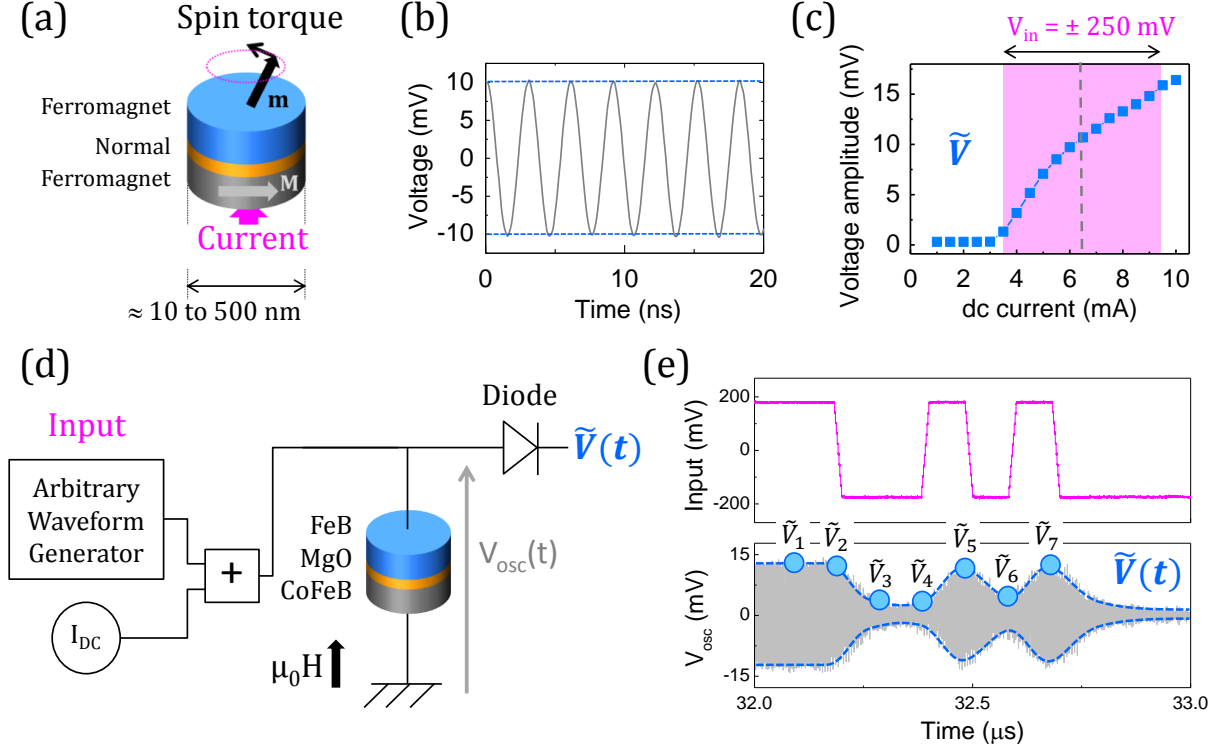 (a)
Spin torque
m
Ferromagnet
Normal
Ferromagnet
M
Current
≈ 10 to 500 nm
(b)
Voltage (mV)
10
5
0
-5
-10
0
10
20
Time (ns)
(c)
V_in = ± 250 mV
Voltage amplitude (mV)
15
10
5
0
Ṽ
0
2
4
6
8
10
dc current (mA)
(d)
Input
Arbitrary
Waveform
Generator
I_DC
+
Diode
Ṽ(t)
FeB
MgO
CoFeB
V_osc(t)
μ₀H
(e)
Input (mV)
200
0
-200
Ṽ₁
Ṽ₂
Ṽ₃
Ṽ₄
Ṽ₅
Ṽ₆
Ṽ₇
Ṽ(t)
V_osc (mV)
15
0
-15
32.0
32.5
33.0
Time (μs)